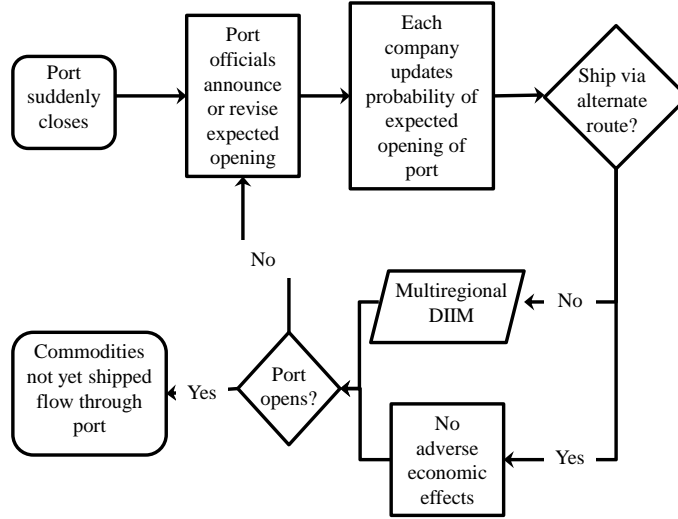 Port
suddenly
closes
Port
officials
announce
or revise
expected
opening
Each
company
updates
probability of
expected
opening of
port
Ship via
alternate
route?
No
Multiregional
DIIM
No
Commodities
not yet shipped
flow through
port
Yes
Port
opens?
No
adverse
economic
effects
Yes